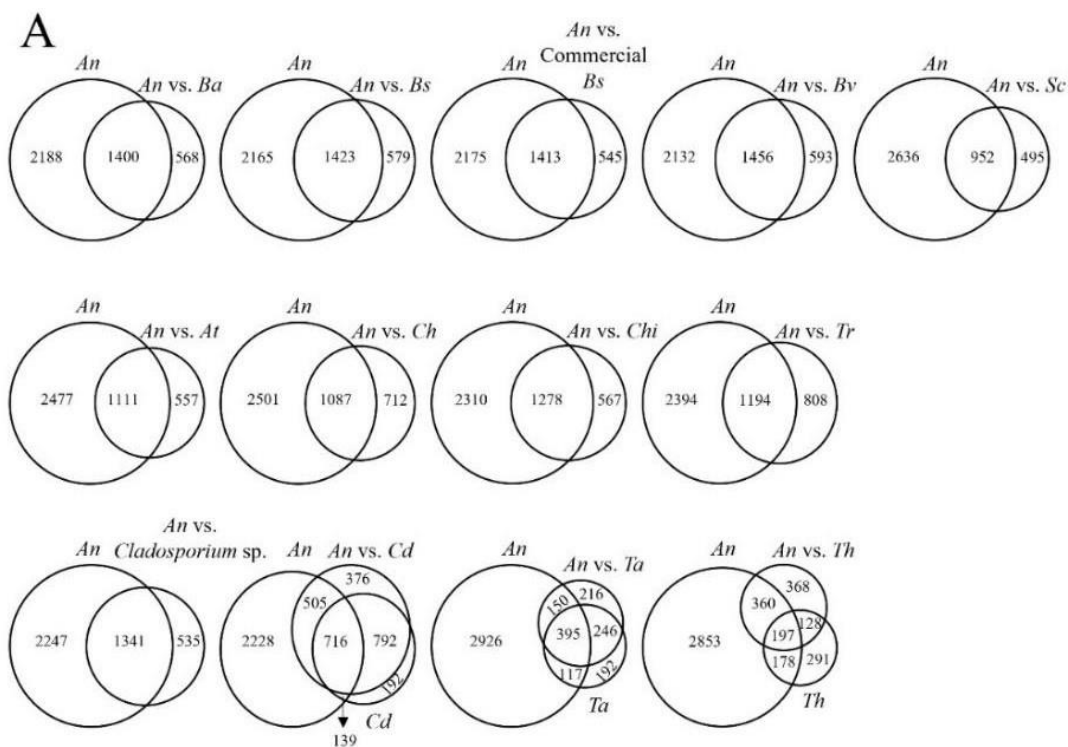 A
An
An vs. Ba
2188
1400
568
An
An vs. Bs
2165
1423
579
An
An vs.
Commercial
Bs
2175
1413
545
An
An vs. Bv
2132
1456
593
An
An vs. Sc
2636
952
495
An
An vs. At
2477
1111
557
An
An vs. Ch
2501
1087
712
An
An vs. Chi
2310
1278
567
An
An vs. Tr
2394
1194
808
An
An vs.
Cladosporium sp.
2247
1341
535
An
An vs. Cd
376
505
2228
716
792
192
Cd
139
An
An vs. Ta
216
150
2926
395
246
117
192
Ta
An
An vs. Th
368
360
128
2853
197
178
291
Th